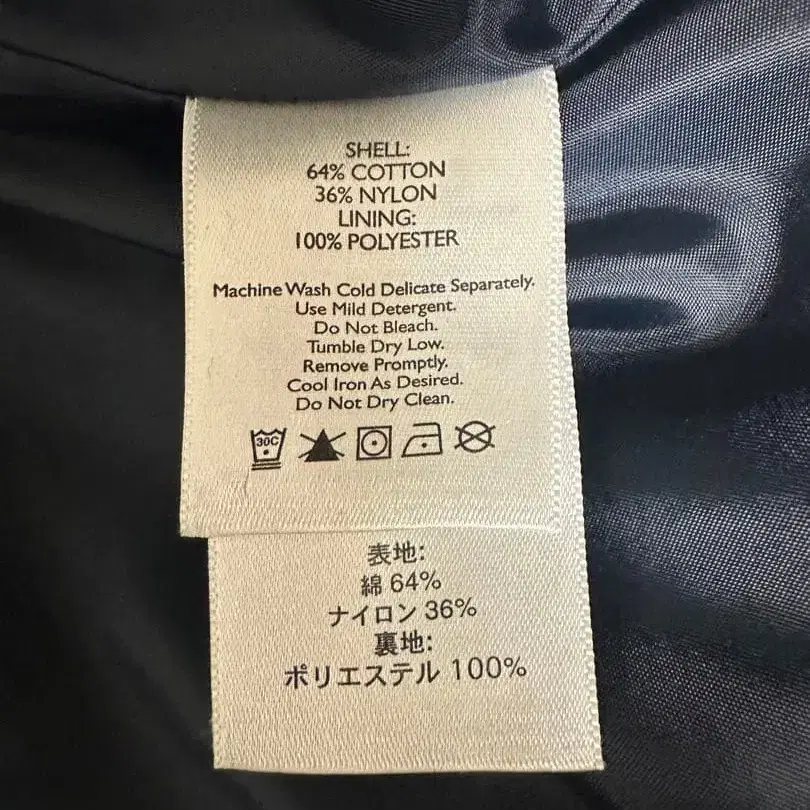 SHELL:
64% COTTON
36% NYLON
LINING:
100% POLYESTER
Machine Wash Cold Delicate Separately.
Use Mild Detergent.
Do Not Bleach.
Tumble Dry Low.
Remove Promptly.
Cool Iron As Desired.
Do Not Dry Clean.
30C
表地:
綿 64%
ナイロン 36%
裏地:
ポリエステル 100%